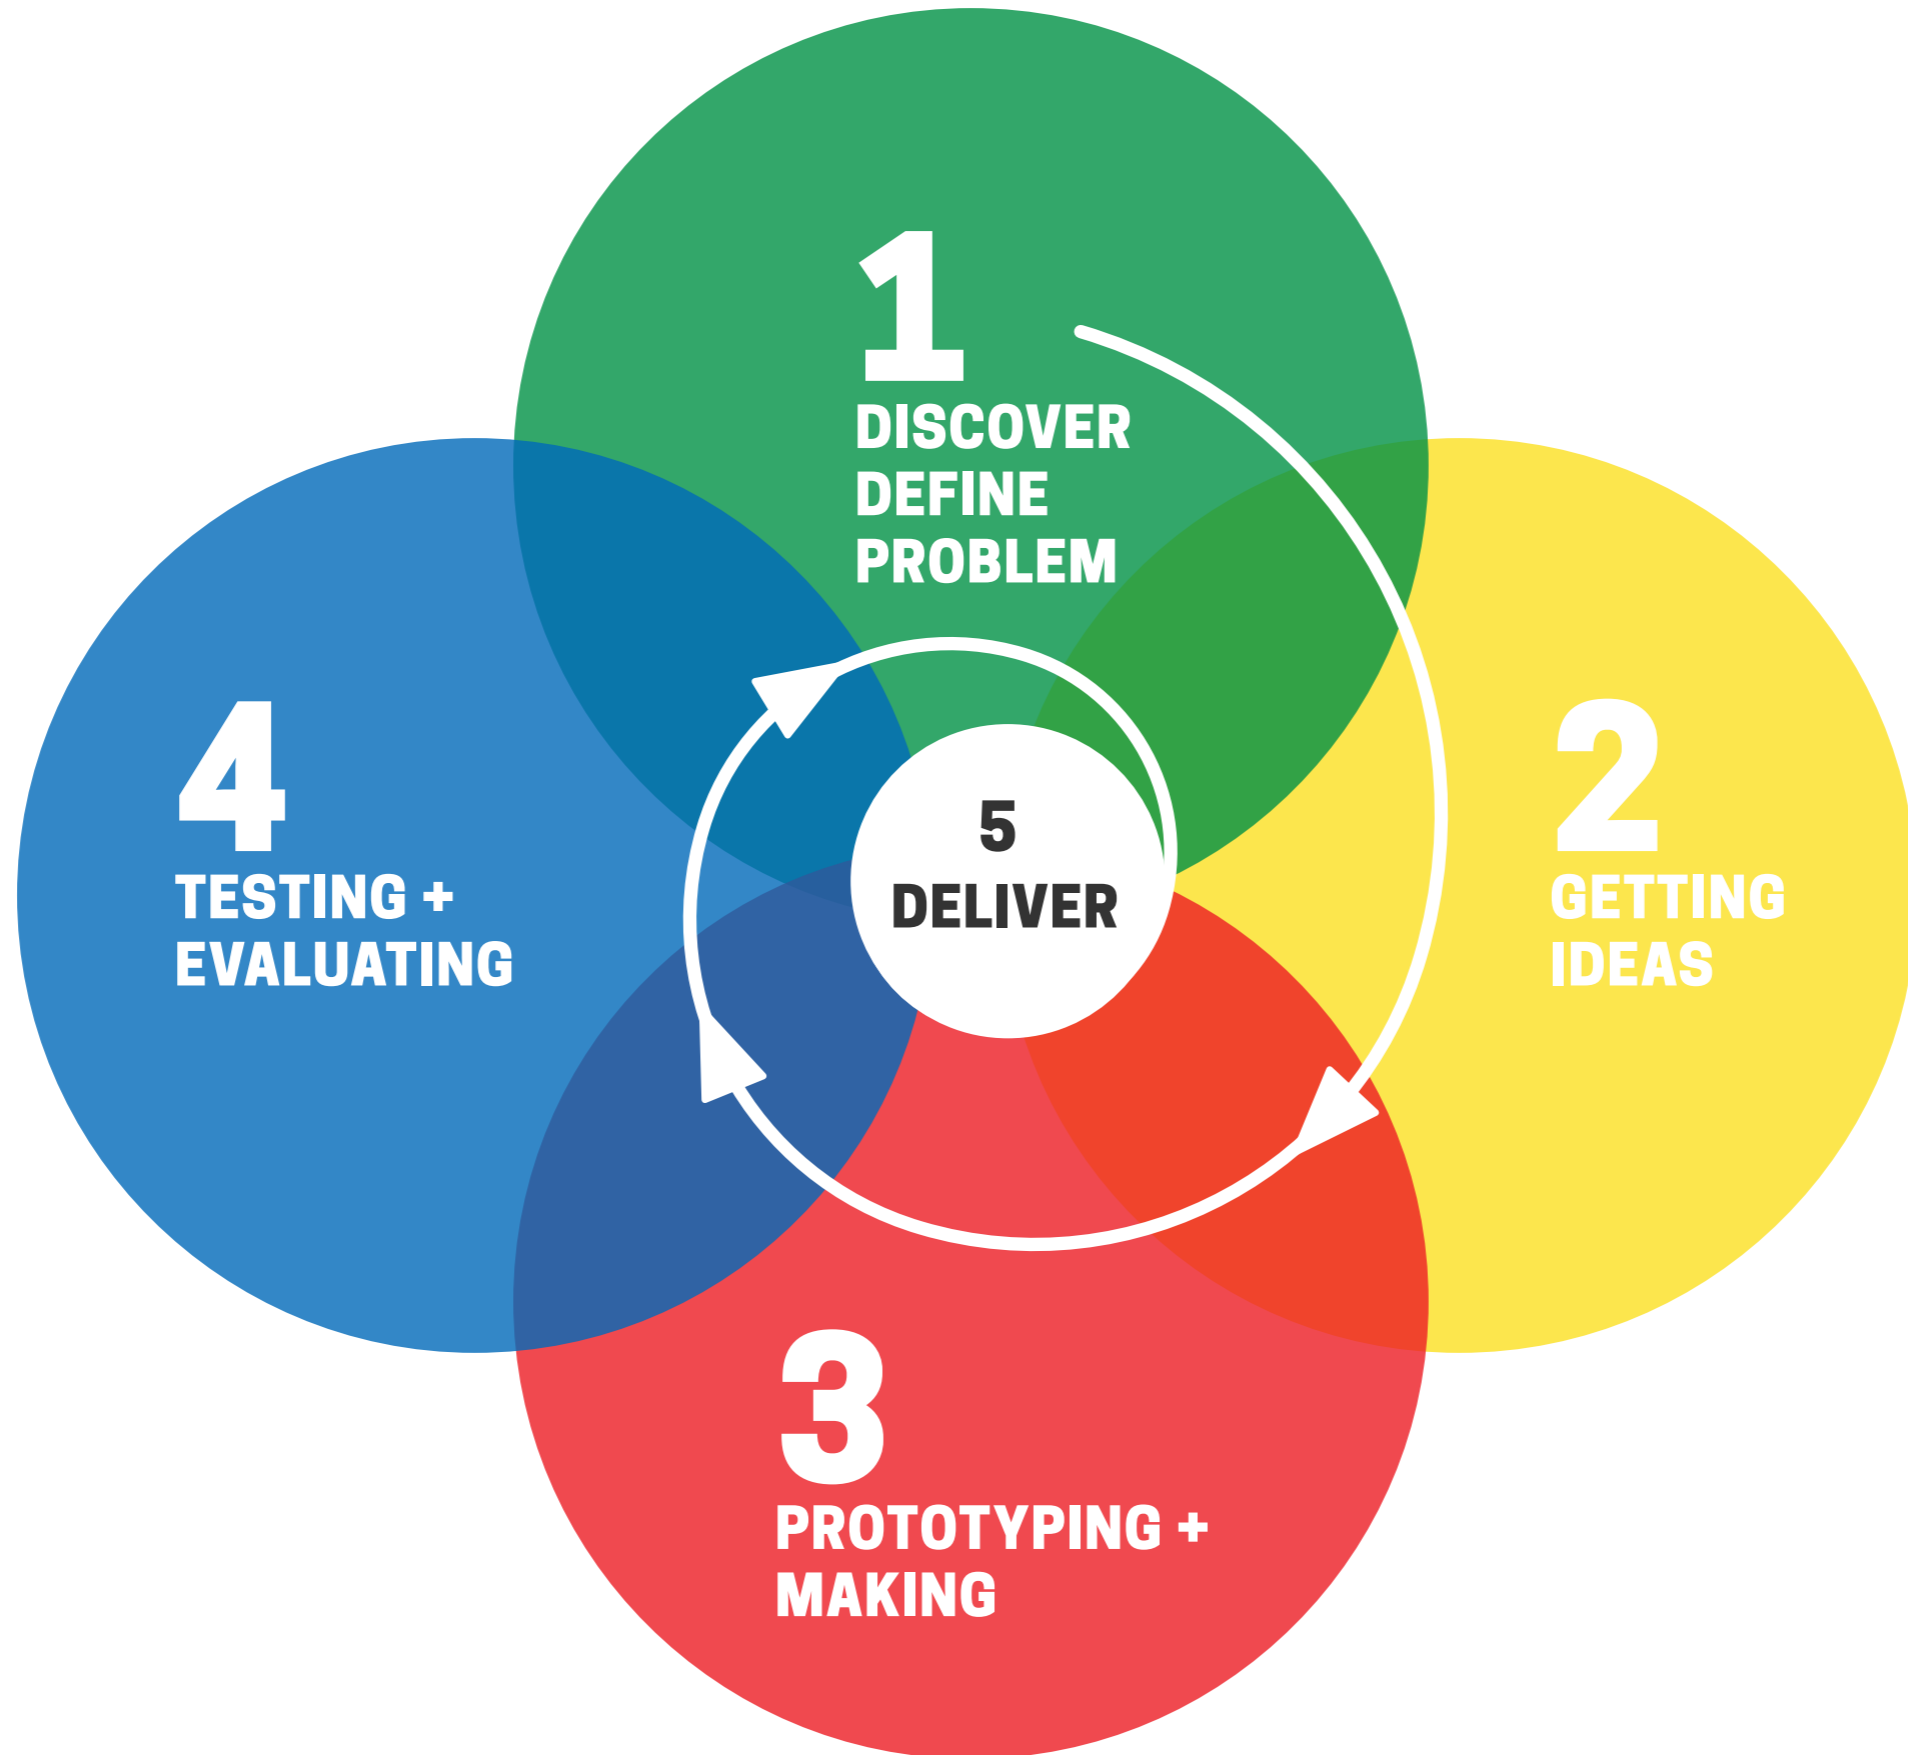 1
DISCOVER
DEFINE
PROBLEM
2
GETTING
IDEAS
3
PROTOTYPING +
MAKING
4
TESTING +
EVALUATING
5
DELIVER